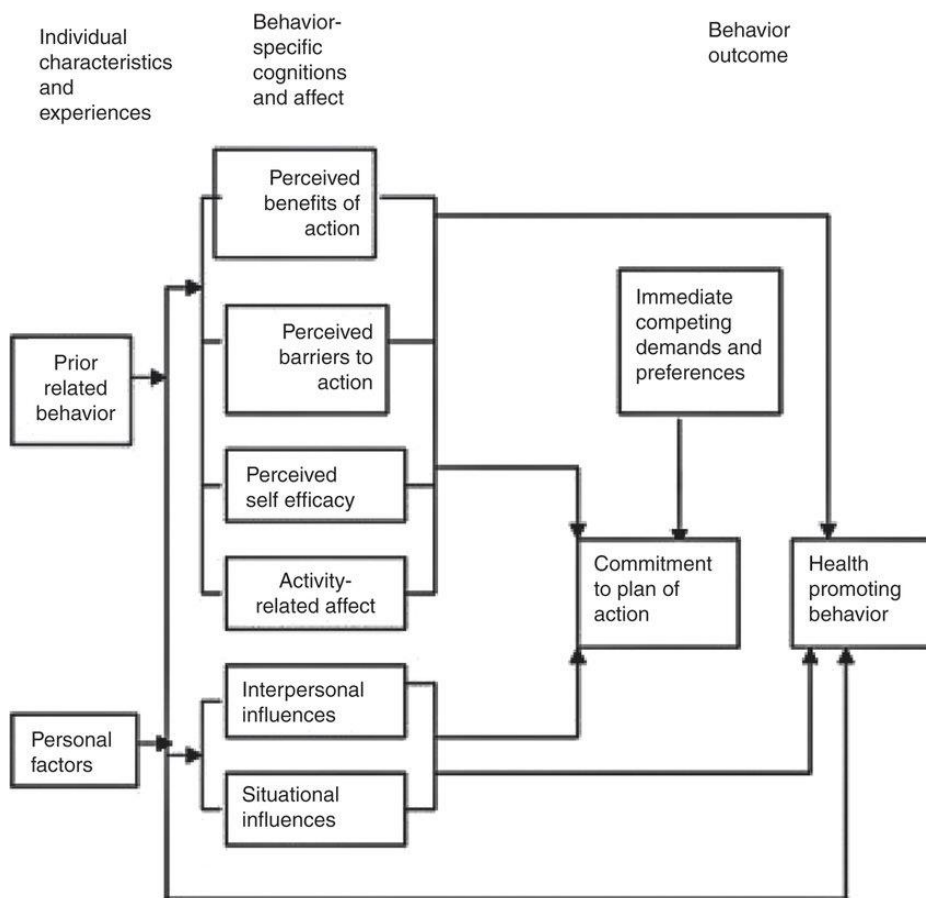 Individual
characteristics
and
experiences
Behavior-
specific
cognitions
and affect
Behavior
outcome
Perceived
benefits of
action
Perceived
barriers to
action
Perceived
self efficacy
Activity-
related affect
Interpersonal
influences
Situational
influences
Prior
related
behavior
Personal
factors
Immediate
competing
demands and
preferences
Commitment
to plan of
action
Health
promoting
behavior